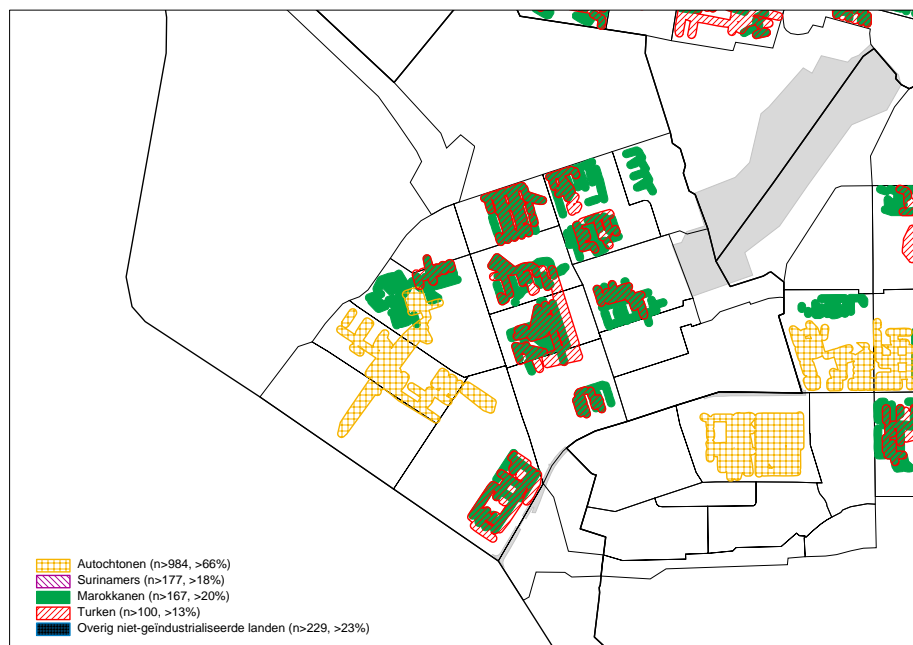 Autochtonen (n>984, >66%)
Surinamers (n>177, >18%)
Marokkanen (n>167, >20%)
Turken (n>100, >13%)
Overig niet-geïndustrialiseerde landen (n>229, >23%)